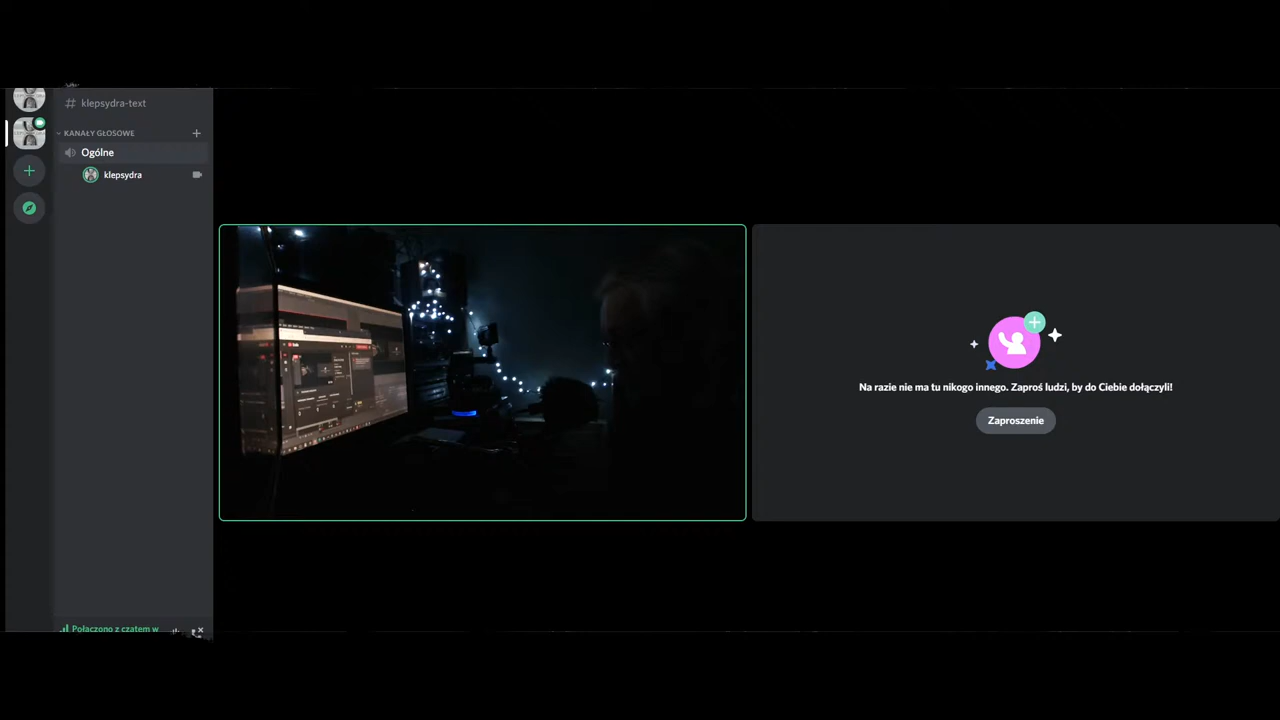 klepsydra-text
KANAŁY GŁOSOWE
Ogólne
klepsydra
Na razie nie ma tu nikogo innego. Zaproś ludzi, by do Ciebie dołączyli!
Zaproszenie
Połączono z czatem w